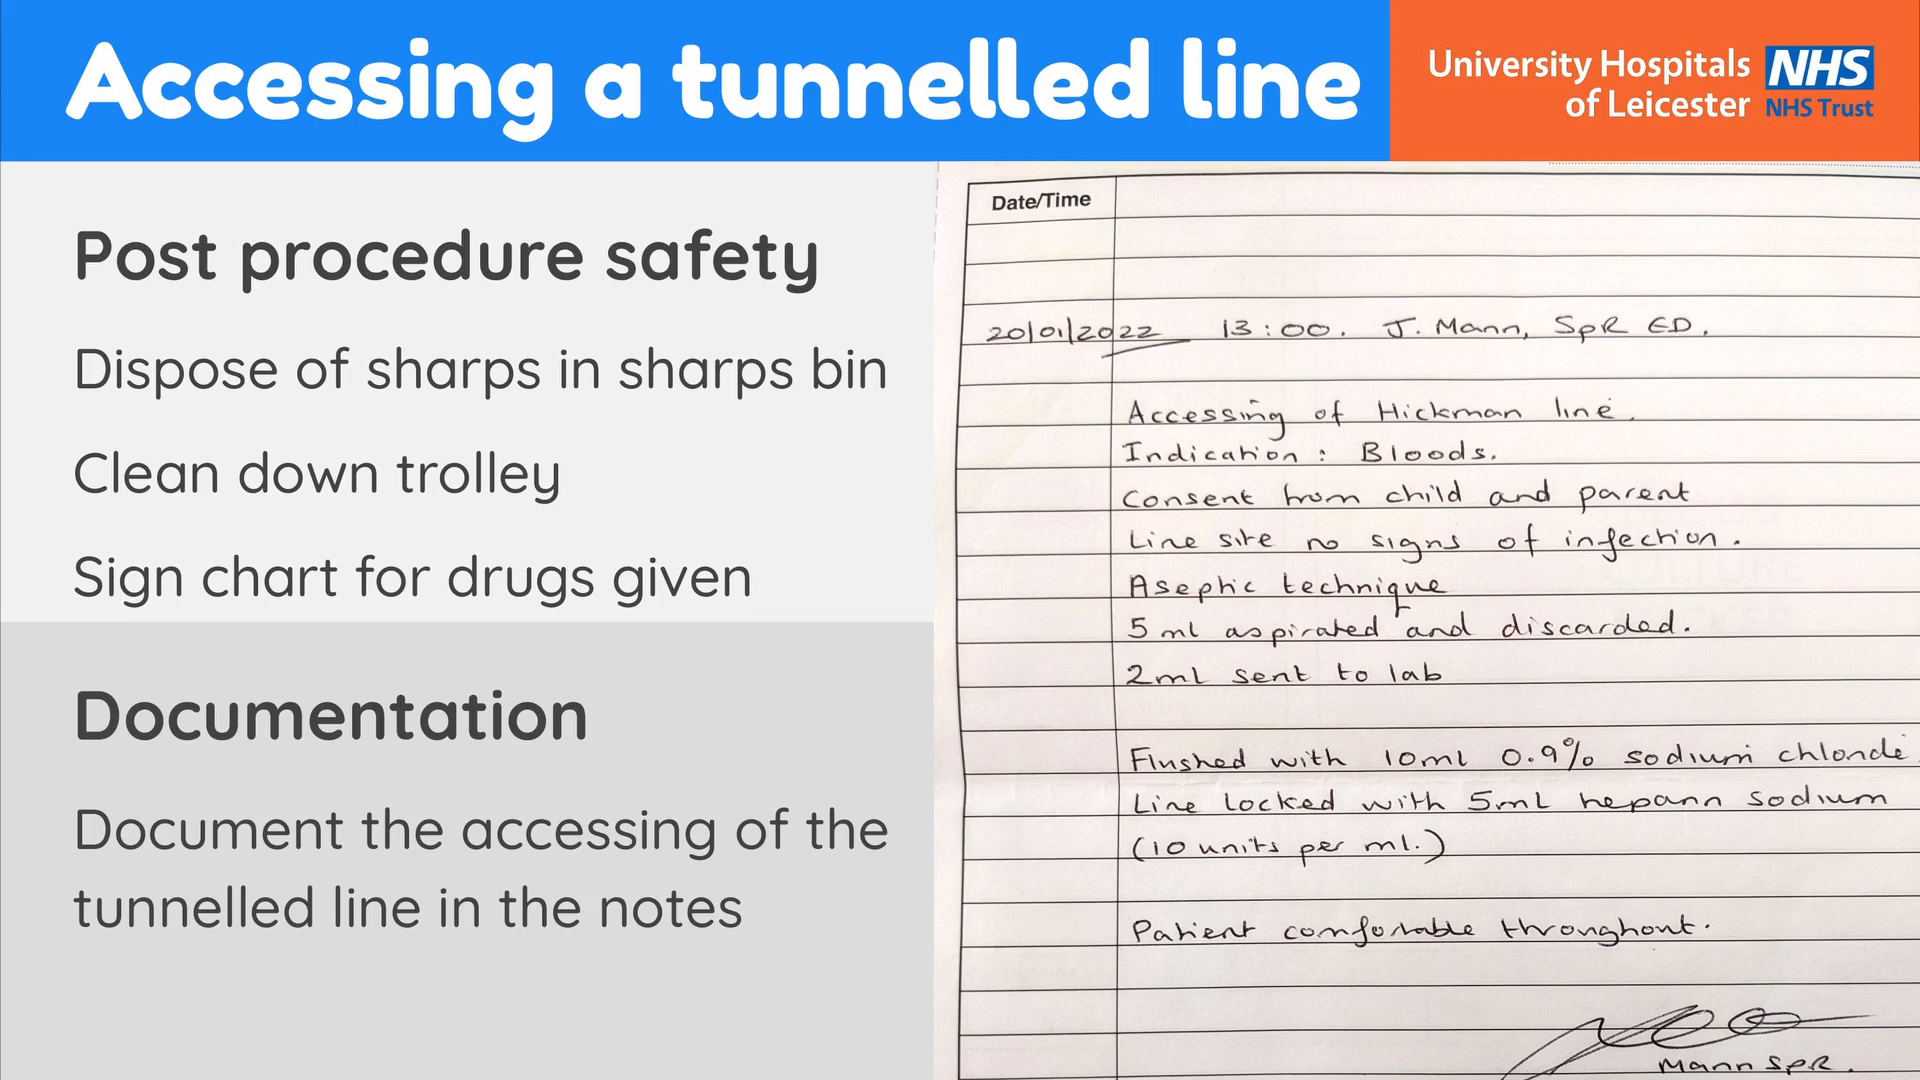 Accessing a tunnelled line
University Hospitals
of Leicester
NHS
NHS Trust
Post procedure safety
Dispose of sharps in sharps bin
Clean down trolley
Sign chart for drugs given
Documentation
Document the accessing of the
tunnelled line in the notes
Date/Time
20/01/2022 13:00. J. Mann, SpR ED.
Accessing of Hickman line.
Indication: Bloods.
Consent from child and parent
Line site no signs of infection.
Aseptic technique
5ml aspirated and discarded.
2ml sent to lab
Flushed with 10ml 0.9% sodium chloride
Line locked with 5ml heparin sodium
(10 units per ml.)
Patient comfortable throughout.
Mann SpR.